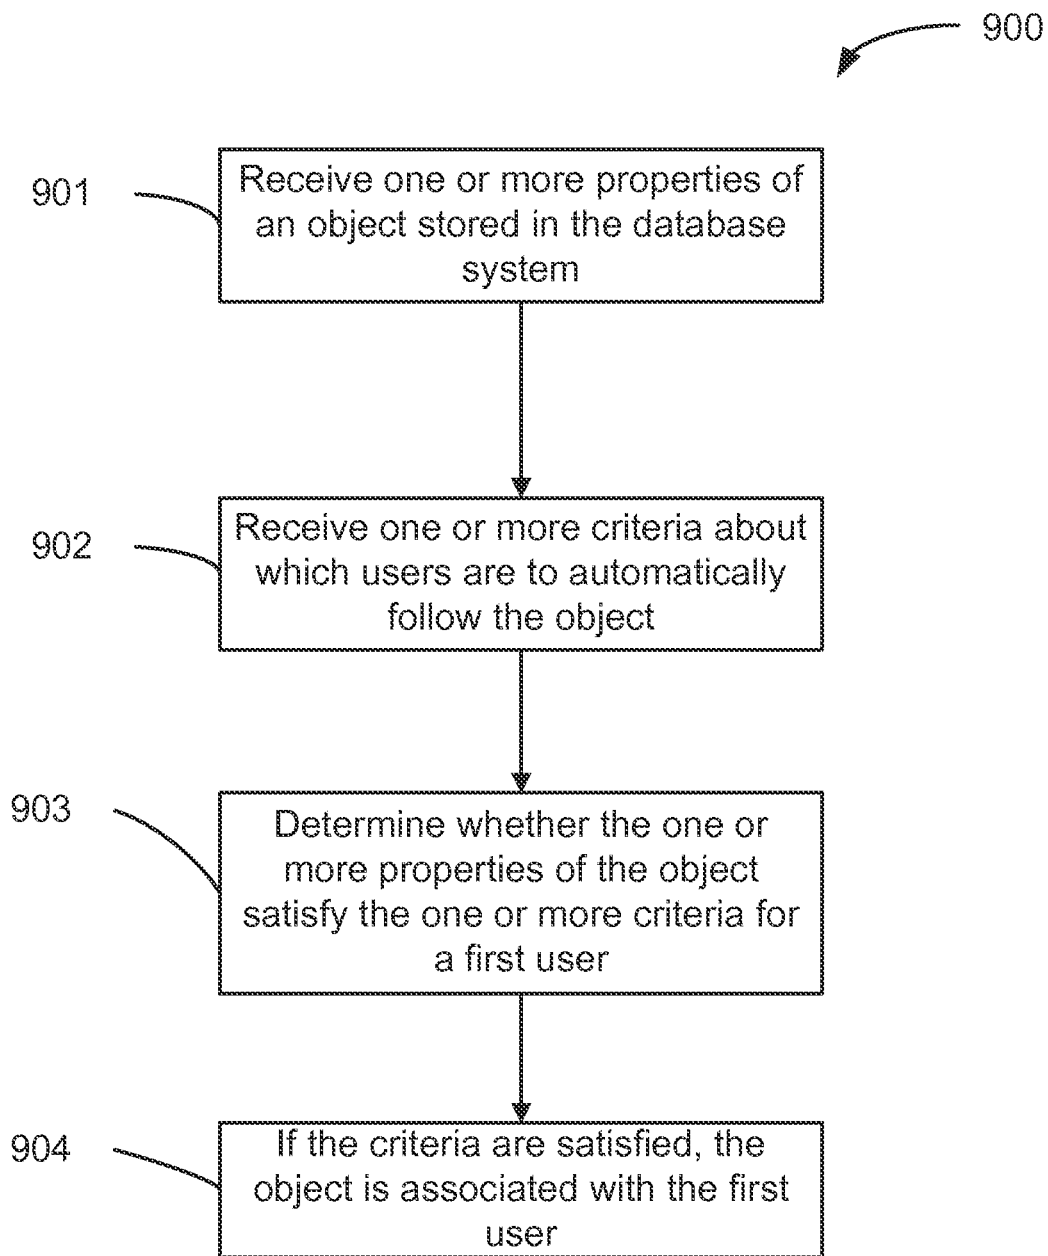 900
901
Receive one or more properties of
an object stored in the database
system
902
Receive one or more criteria about
which users are to automatically
follow the object
903
Determine whether the one or
more properties of the object
satisfy the one or more criteria for
a first user
904
If the criteria are satisfied, the
object is associated with the first
user